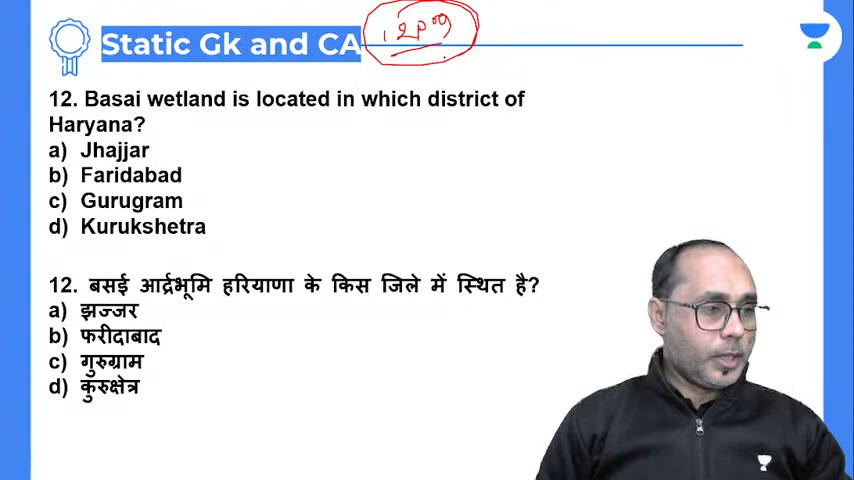 Static Gk and CA
12. Basai wetland is located in which district of
Haryana?
a) Jhajjar
b) Faridabad
c) Gurugram
d) Kurukshetra
12. बसई आर्द्रभूमि हरियाणा के किस जिले में स्थित है?
a) झज्जर
b) फरीदाबाद
c) गुरुग्राम
d) कुरुक्षेत्र